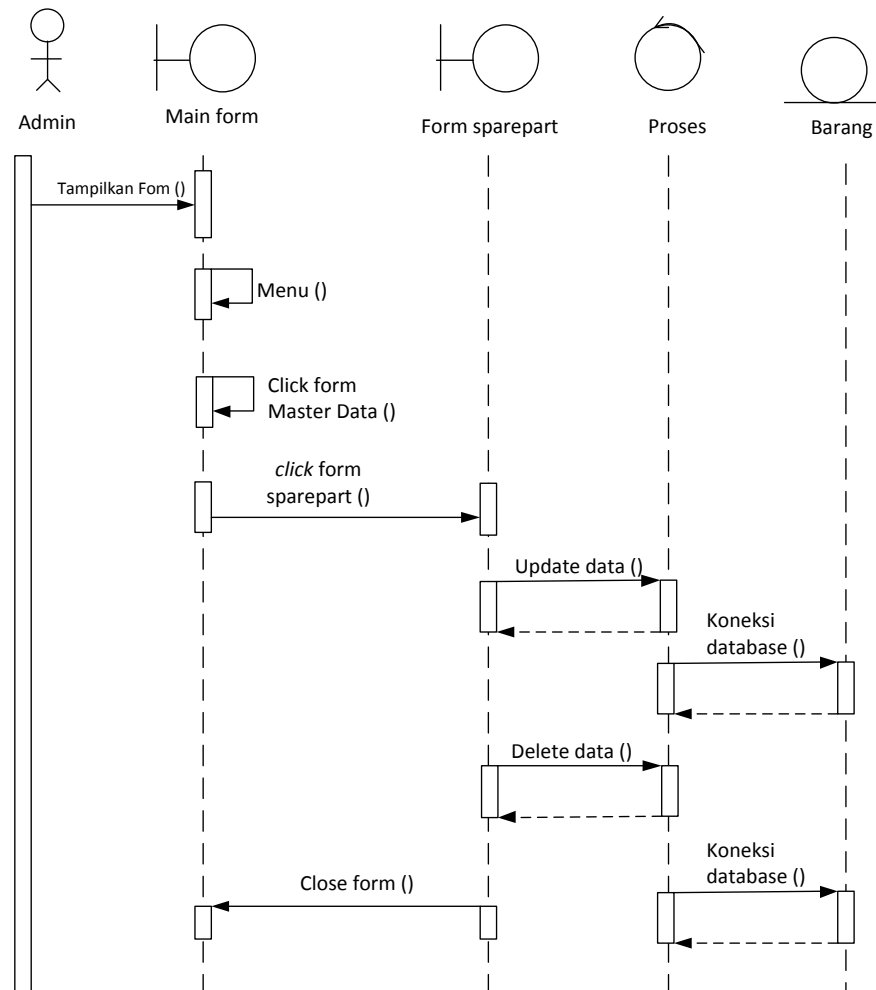 Admin
Main form
Form sparepart
Proses
Barang
Tampilkan Fom ()
Menu ()
Click form
Master Data ()
click form
sparepart ()
Update data ()
Koneksi
database ()
Delete data ()
Koneksi
database ()
Close form ()